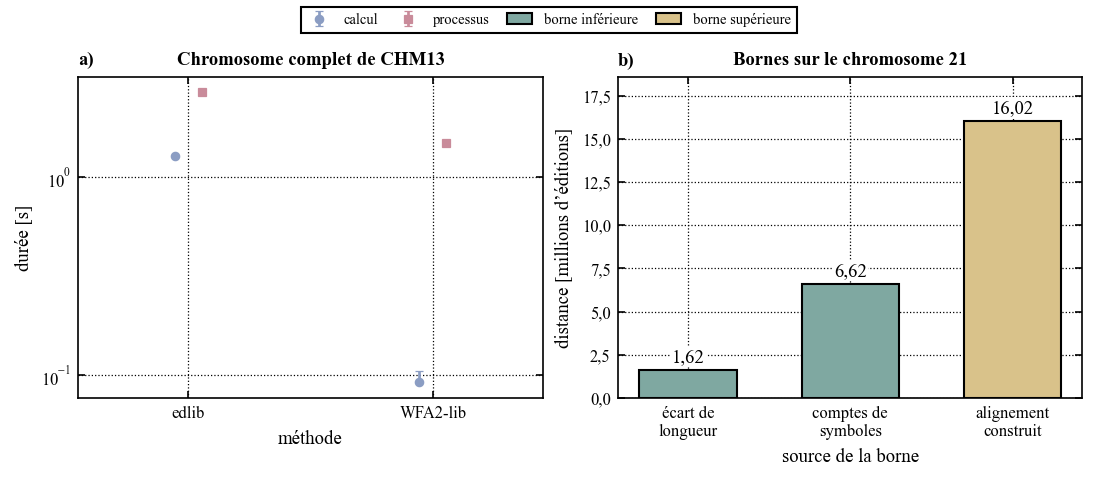 calcul processus borne inférieure borne supérieure
a) Chromosome complet de CHM13
10^0
10^−1
durée [s]
edlib WFA2-lib
méthode
b) Bornes sur le chromosome 21
17,5
15,0
12,5
10,0
7,5
5,0
2,5
0,0
distance [millions d’éditions]
1,62
6,62
16,02
écart de
longueur
comptes de
symboles
alignement
construit
source de la borne